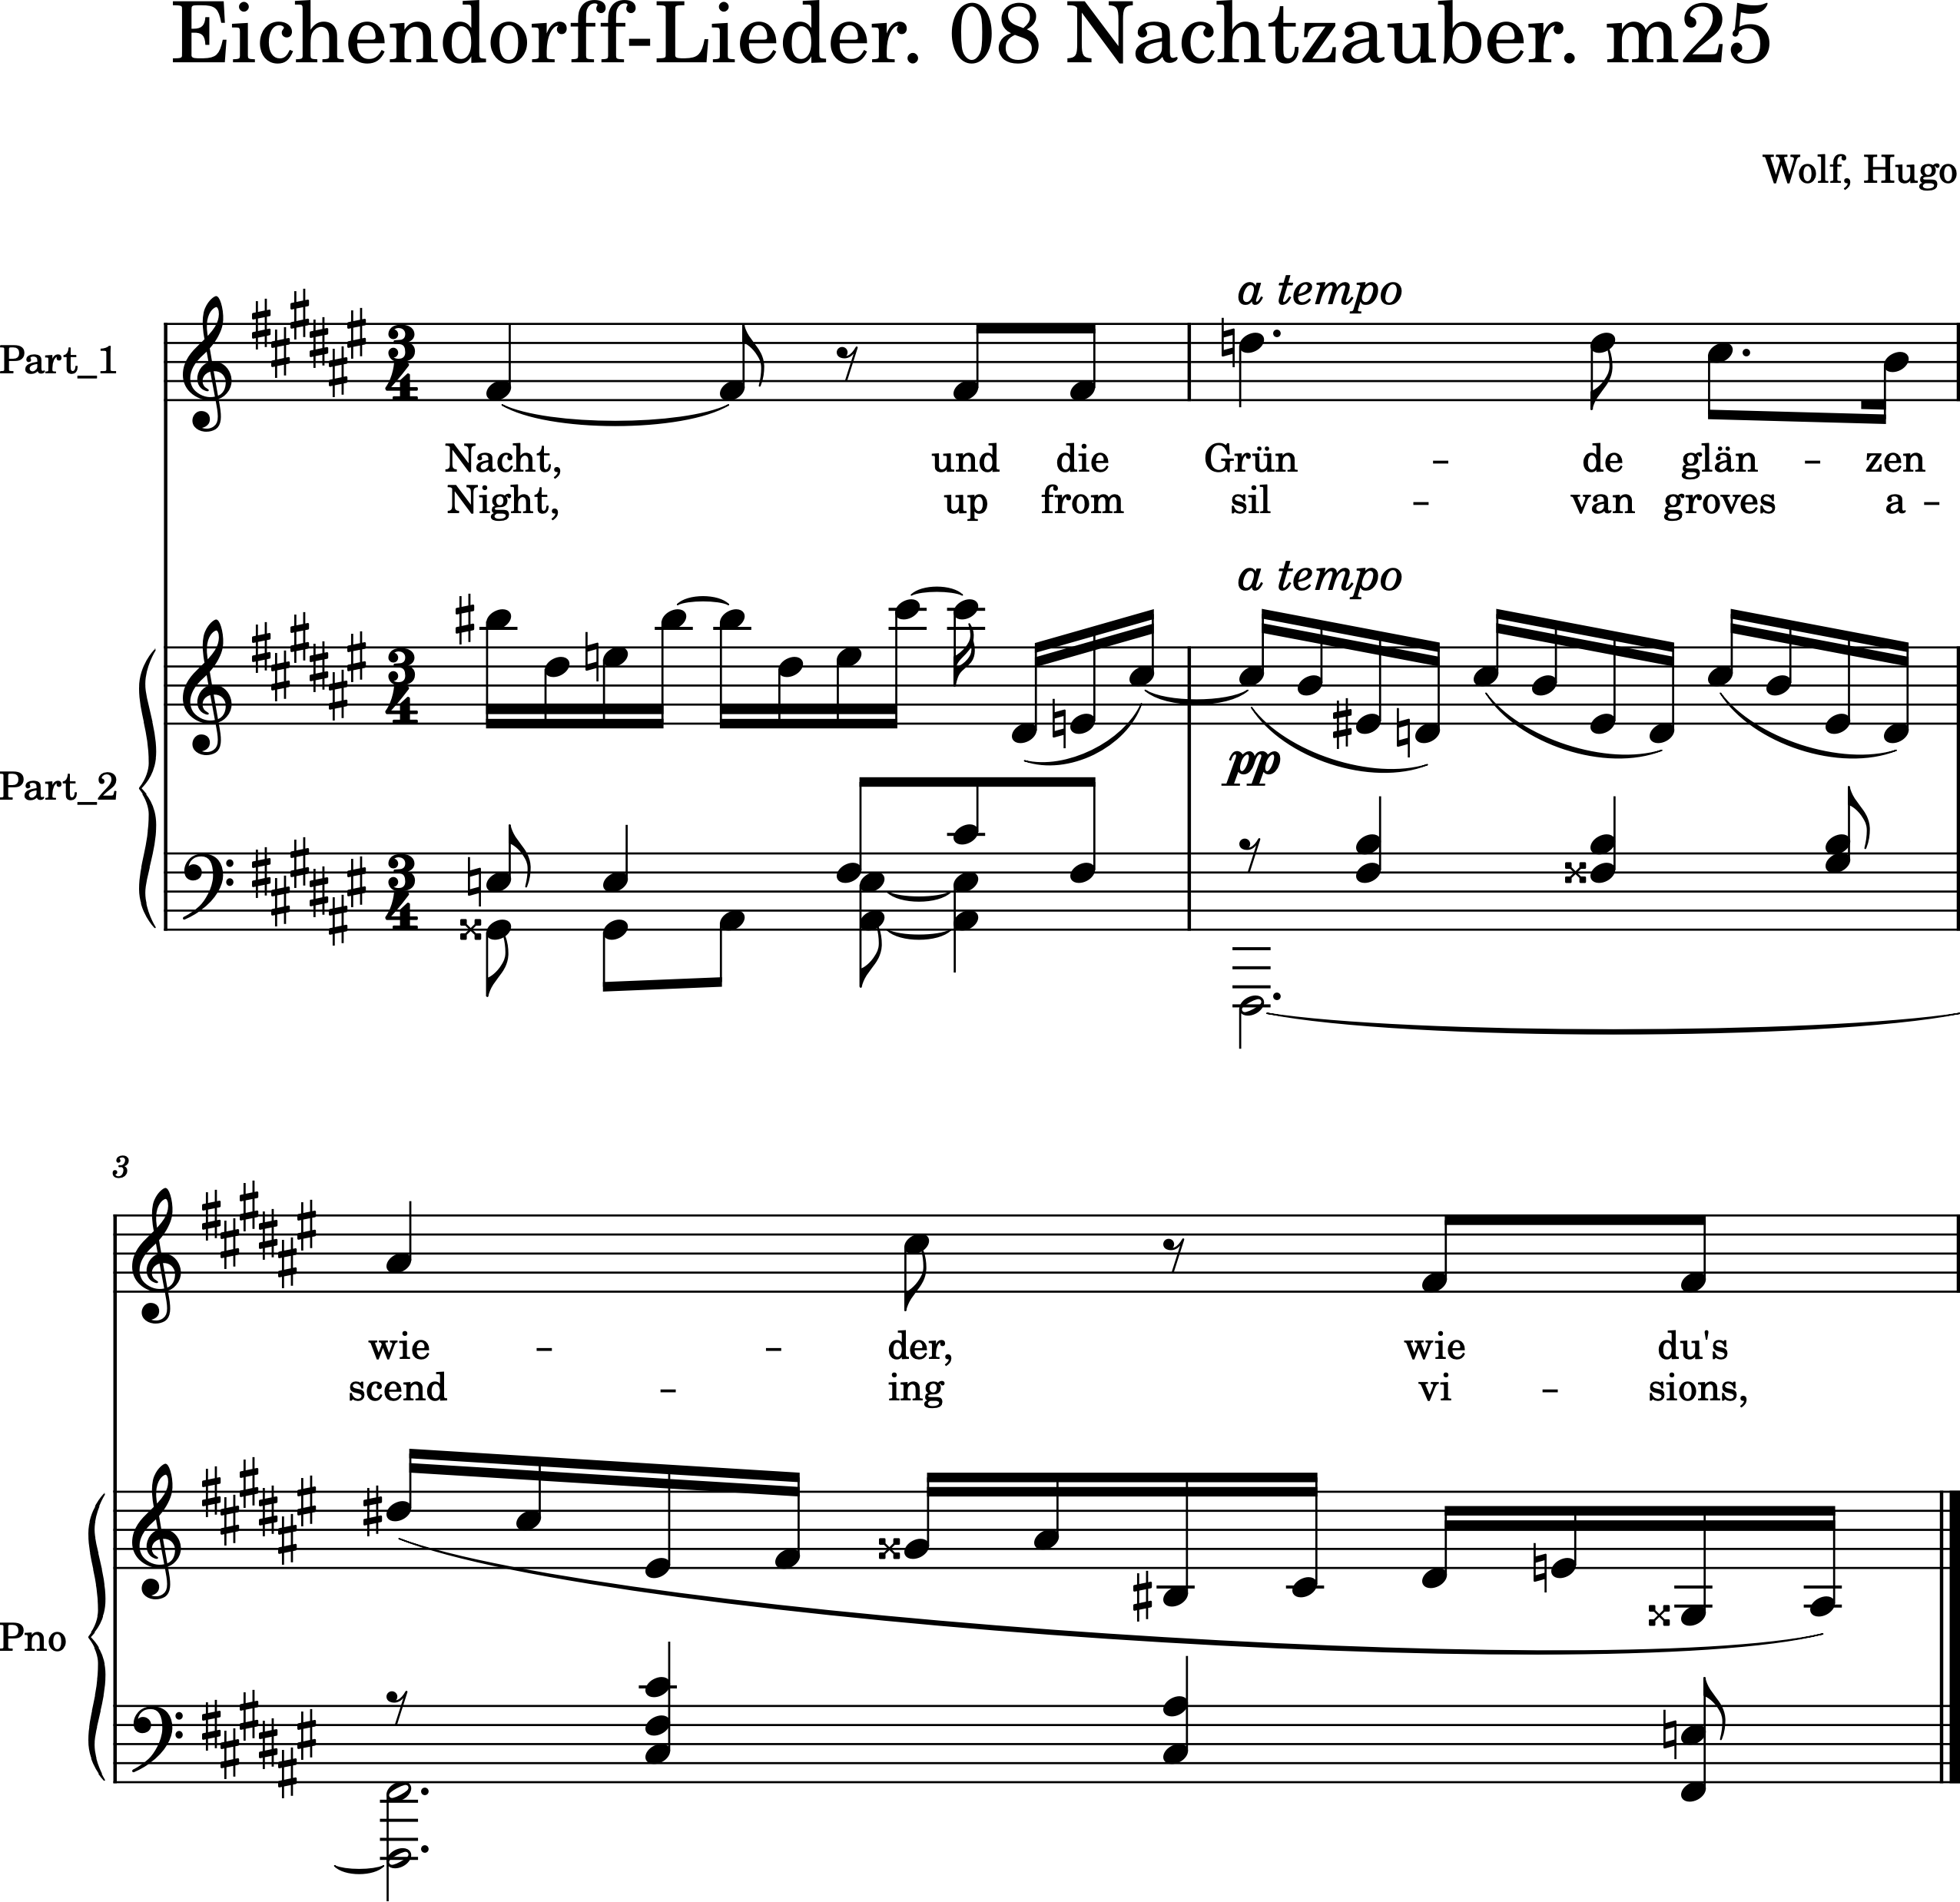 Eichendorff-Lieder. 08 Nachtzauber. m25
Wolf, Hugo
a tempo
Part_1
Nacht, und die Grün - de glän - zen
Night, up from sil - van groves a -
a tempo
Part_2
pp
3
wie - - der, wie du's
scend - ing vi - sions,
Pno